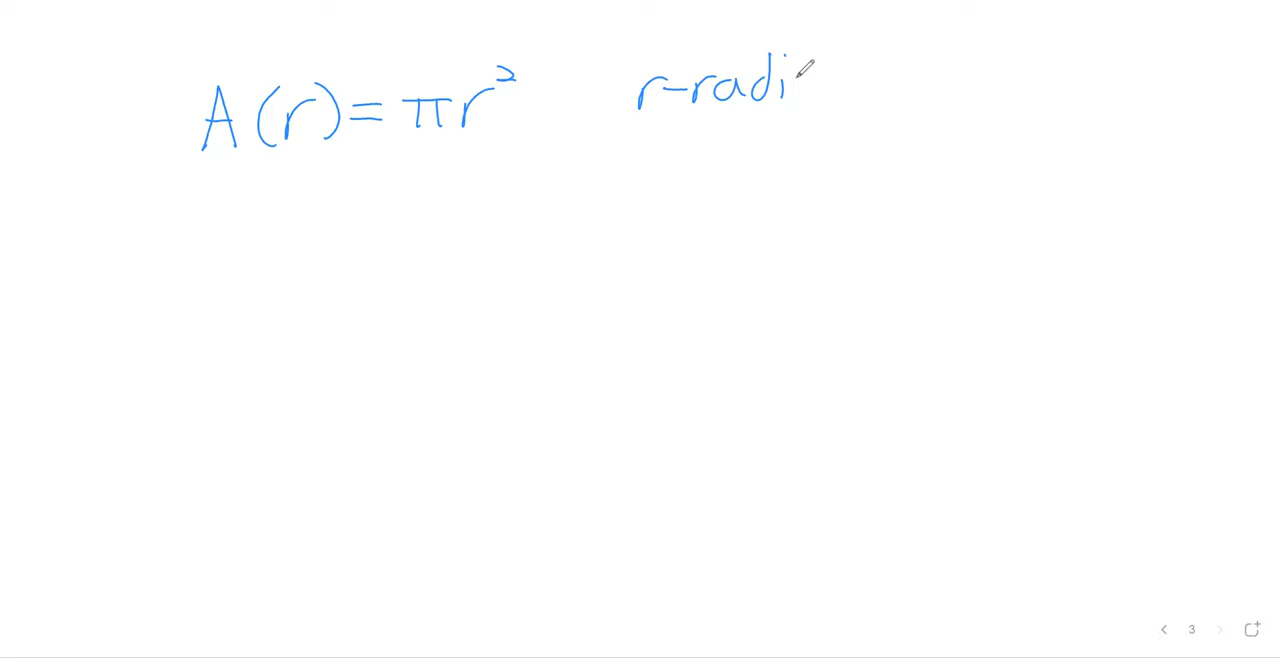 A(r) = πr² r-radi
3